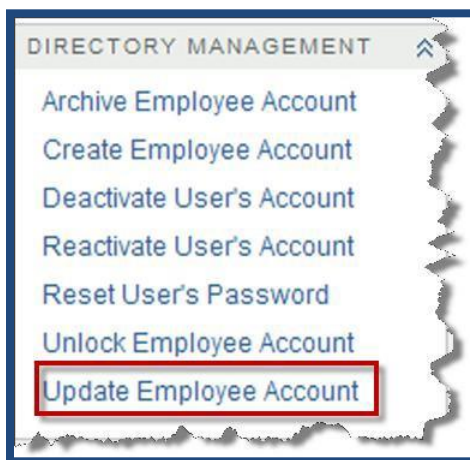 DIRECTORY MANAGEMENT
Archive Employee Account
Create Employee Account
Deactivate User's Account
Reactivate User's Account
Reset User's Password
Unlock Employee Account
Update Employee Account